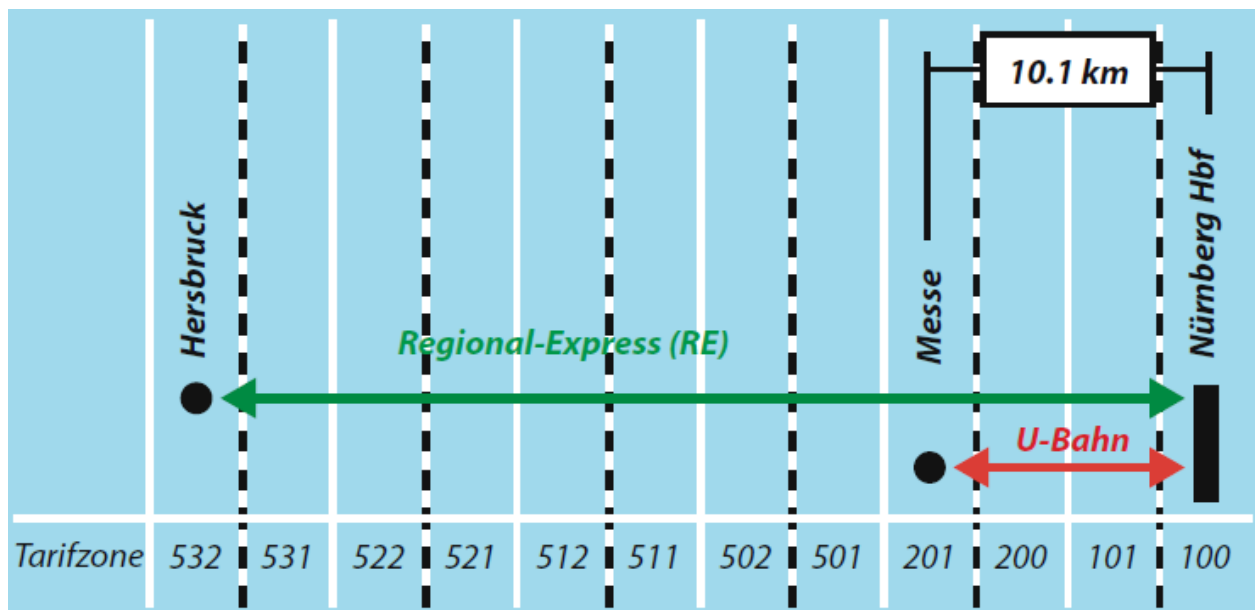 10.1 km
Hersbruck
Messe
Nürnberg Hbf
Regional-Express (RE)
U-Bahn
Tarifzone 532 531 522 521 512 511 502 501 201 200 101 100